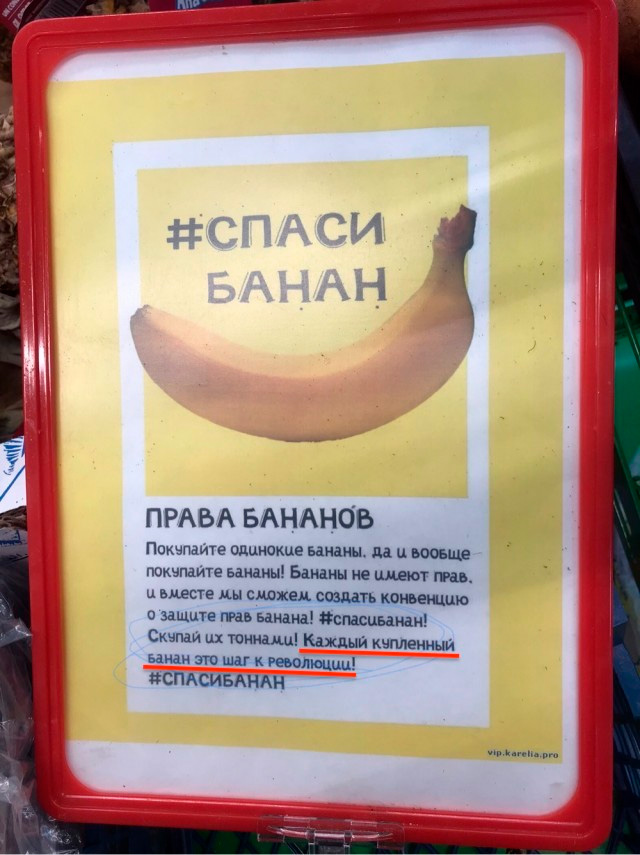 #СПАСИ
БАНАН
ПРАВА БАНАНОВ
Покупайте одинокие бананы, да и вообще
покупайте бананы! Бананы не имеют прав,
и вместе мы сможем создать конвенцию
о защите прав банана! #спасибанан!
Скупай их тоннами! Каждый купленный
банан это шаг к революции!
#СПАСИБАНАН
vip.karelia.pro